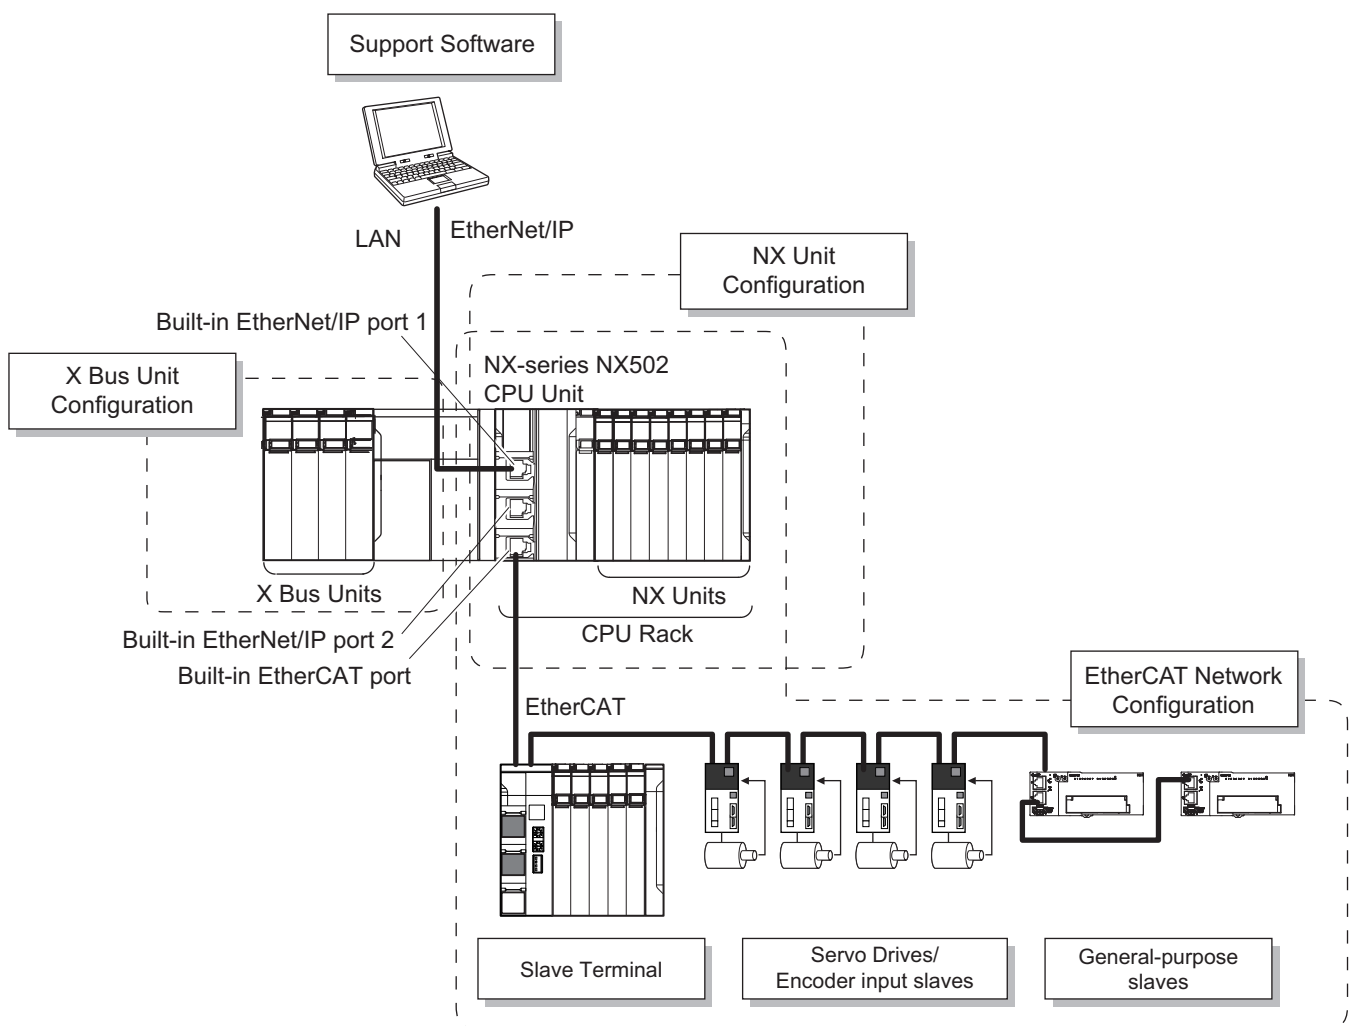 Support Software
LAN
EtherNet/IP
NX Unit
Configuration
Built-in EtherNet/IP port 1
X Bus Unit
Configuration
NX-series NX502
CPU Unit
X Bus Units
NX Units
CPU Rack
Built-in EtherNet/IP port 2
Built-in EtherCAT port
EtherCAT
EtherCAT Network
Configuration
Slave Terminal
Servo Drives/
Encoder input slaves
General-purpose
slaves